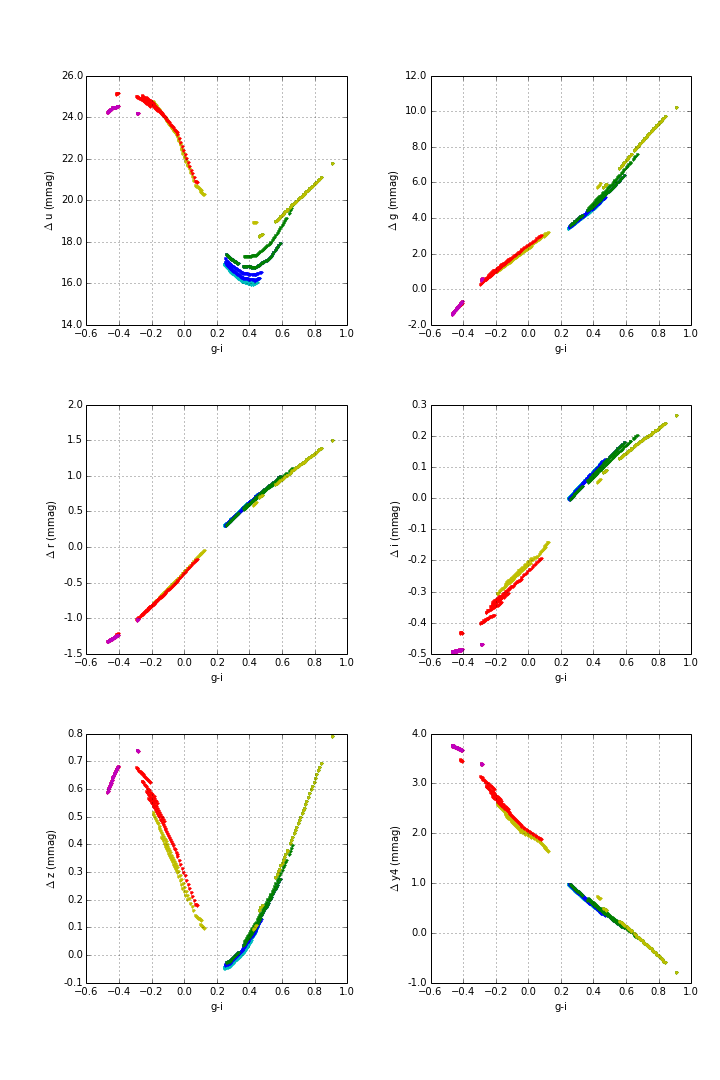 26.0
24.0
22.0
20.0
18.0
16.0
14.0
Δ u (mmag)
−0.6 −0.4 −0.2 0.0 0.2 0.4 0.6 0.8 1.0
g-i
12.0
10.0
8.0
6.0
4.0
2.0
0.0
-2.0
Δ g (mmag)
−0.6 −0.4 −0.2 0.0 0.2 0.4 0.6 0.8 1.0
g-i
2.0
1.5
1.0
0.5
0.0
-0.5
-1.0
-1.5
Δ r (mmag)
−0.6 −0.4 −0.2 0.0 0.2 0.4 0.6 0.8 1.0
g-i
0.3
0.2
0.1
0.0
-0.1
-0.2
-0.3
-0.4
-0.5
Δ i (mmag)
−0.6 −0.4 −0.2 0.0 0.2 0.4 0.6 0.8 1.0
g-i
0.8
0.7
0.6
0.5
0.4
0.3
0.2
0.1
0.0
-0.1
Δ z (mmag)
−0.6 −0.4 −0.2 0.0 0.2 0.4 0.6 0.8 1.0
g-i
4.0
3.0
2.0
1.0
0.0
-1.0
Δ y4 (mmag)
−0.6 −0.4 −0.2 0.0 0.2 0.4 0.6 0.8 1.0
g-i